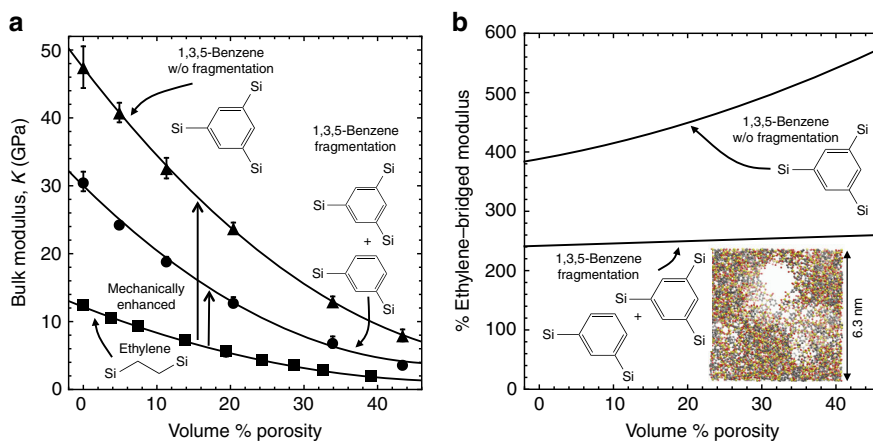 a
1,3,5-Benzene
w/o fragmentation
Si
Si
Si
1,3,5-Benzene
fragmentation
Si
Si
Si
+
Si
Si
Mechanically
enhanced
Ethylene
Si
Si
50
40
30
20
10
0
Bulk modulus, K (GPa)
0
10
20
30
40
Volume % porosity
b
600
500
400
300
200
100
0
% Ethylene–bridged modulus
1,3,5-Benzene
w/o fragmentation
Si
Si
Si
1,3,5-Benzene
fragmentation
Si
Si
Si
+
Si
Si
6.3 nm
0
10
20
30
40
Volume % porosity